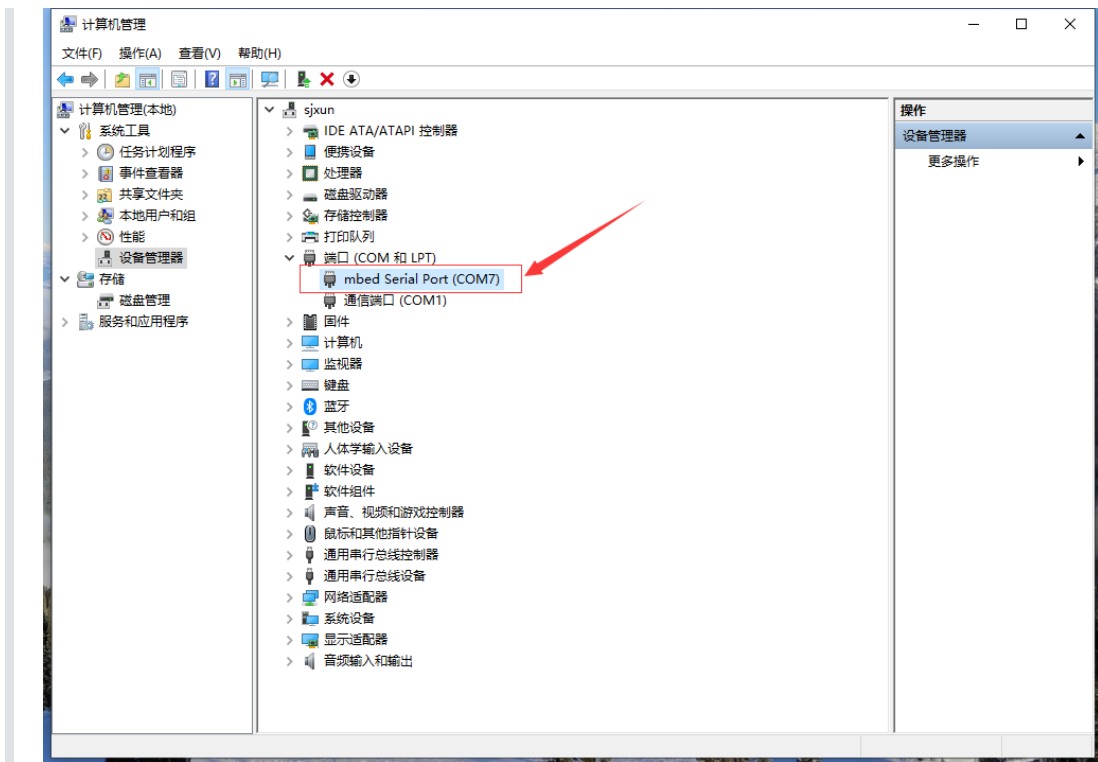 计算机管理
文件(F) 操作(A) 查看(V) 帮助(H)
计算机管理(本地)
系统工具
任务计划程序
事件查看器
共享文件夹
本地用户和组
性能
设备管理器
存储
磁盘管理
服务和应用程序
sjxun
IDE ATA/ATAPI 控制器
便携设备
处理器
磁盘驱动器
存储控制器
打印队列
端口 (COM 和 LPT)
mbed Serial Port (COM7)
通信端口 (COM1)
固件
计算机
监视器
键盘
蓝牙
其他设备
人体学输入设备
软件设备
软件组件
声音、视频和游戏控制器
鼠标和其他指针设备
通用串行总线控制器
通用串行总线设备
网络适配器
系统设备
显示适配器
音频输入和输出
操作
设备管理器
更多操作